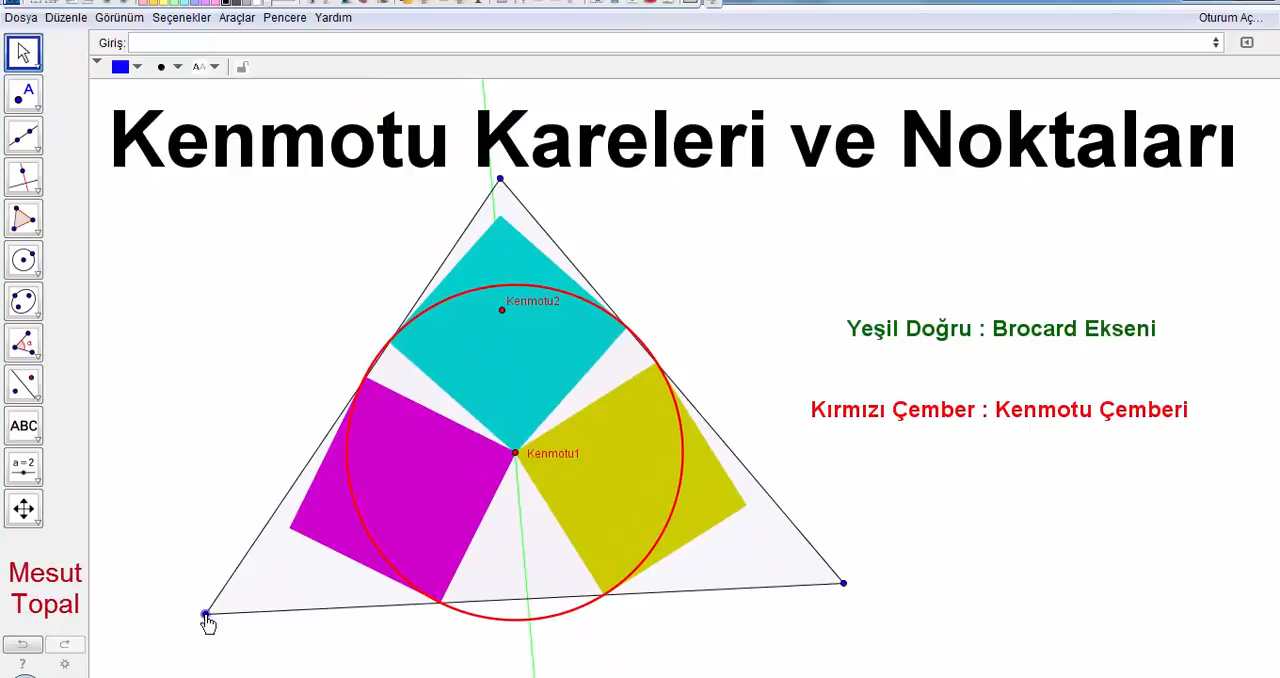 Dosya Düzenle Görünüm Seçenekler Araçlar Pencere Yardım
Oturum Aç...
Giriş:
AA
A
Kenmotu Kareleri ve Noktaları
Kenmotu2
Yeşil Doğru : Brocard Ekseni
α
Kırmızı Çember : Kenmotu Çemberi
ABC
Kenmotu1
a=2
Mesut
Topal
?